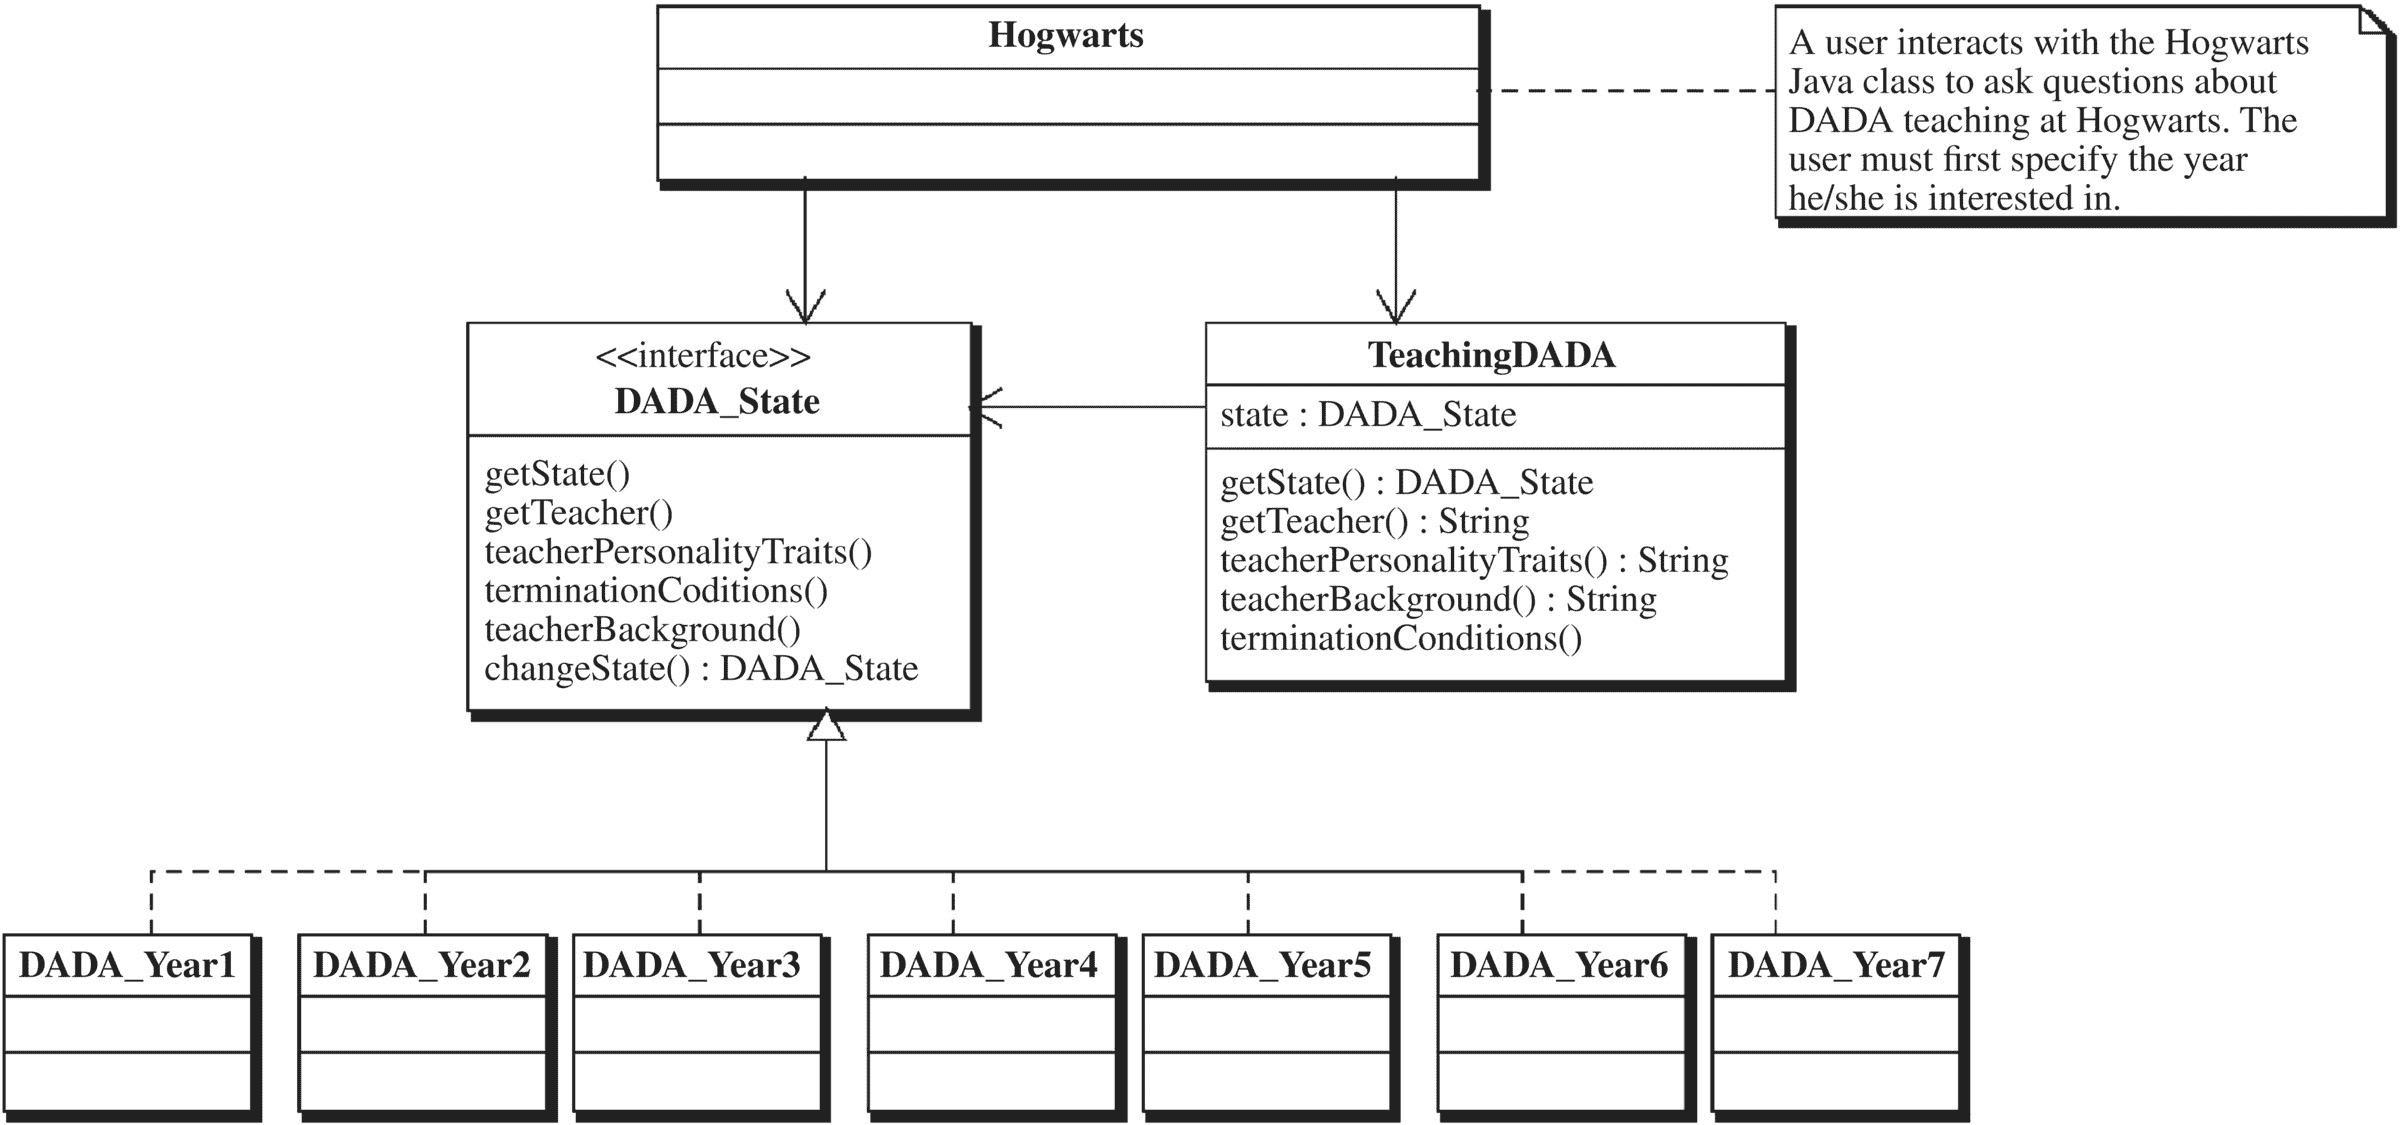 Hogwarts
A user interacts with the Hogwarts
Java class to ask questions about
DADA teaching at Hogwarts. The
user must first specify the year
he/she is interested in.
<<interface>>
DADA_State
getState()
getTeacher()
teacherPersonalityTraits()
terminationCoditions()
teacherBackground()
changeState() : DADA_State
TeachingDADA
state : DADA_State
getState() : DADA_State
getTeacher() : String
teacherPersonalityTraits() : String
teacherBackground() : String
terminationConditions()
DADA_Year1
DADA_Year2
DADA_Year3
DADA_Year4
DADA_Year5
DADA_Year6
DADA_Year7